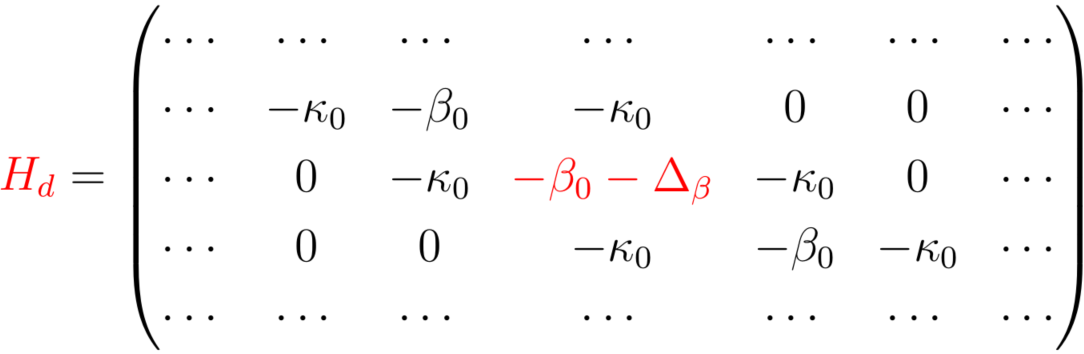 ⋯ ⋯ ⋯ ⋯ ⋯ ⋯ ⋯
⋯ −κ₀ −β₀ −κ₀ 0 0 ⋯
H_d = ⋯ 0 −κ₀ −β₀ − Δ_β −κ₀ 0 ⋯
⋯ 0 0 −κ₀ −β₀ −κ₀ ⋯
⋯ ⋯ ⋯ ⋯ ⋯ ⋯ ⋯